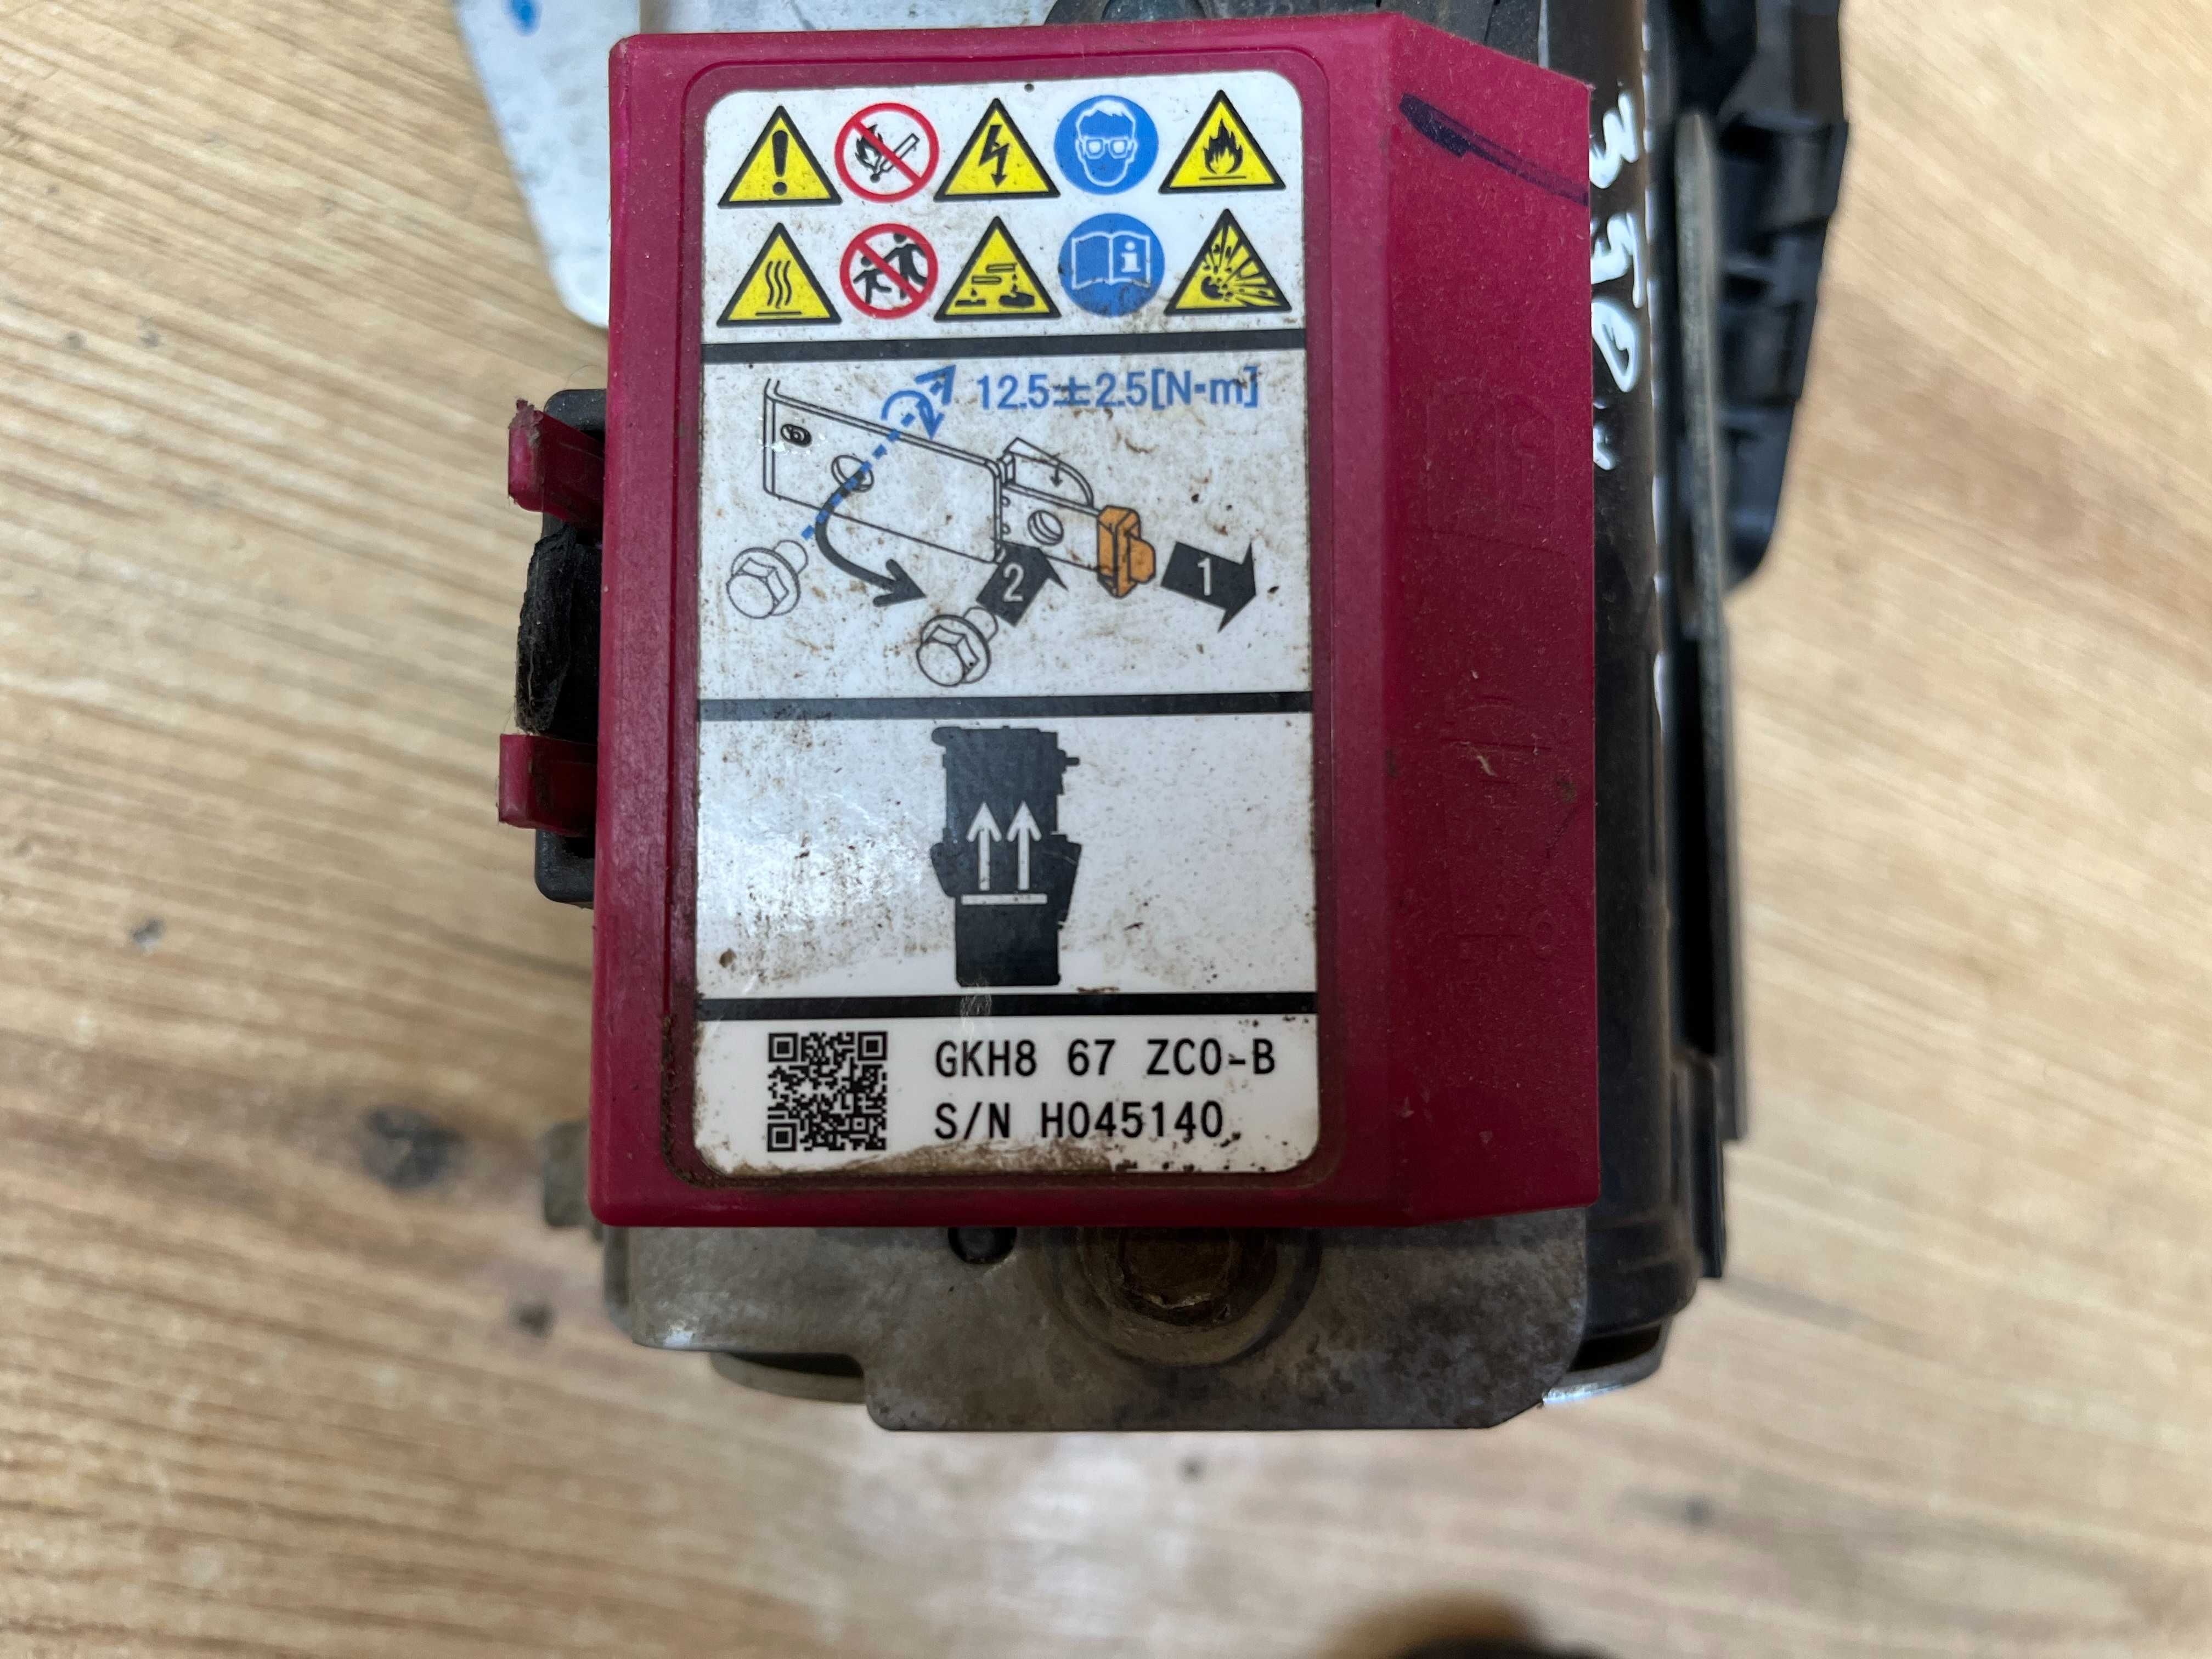 12.5±2.5[N·m]
2
1
GKH8 67 ZC0-B
S/N H045140